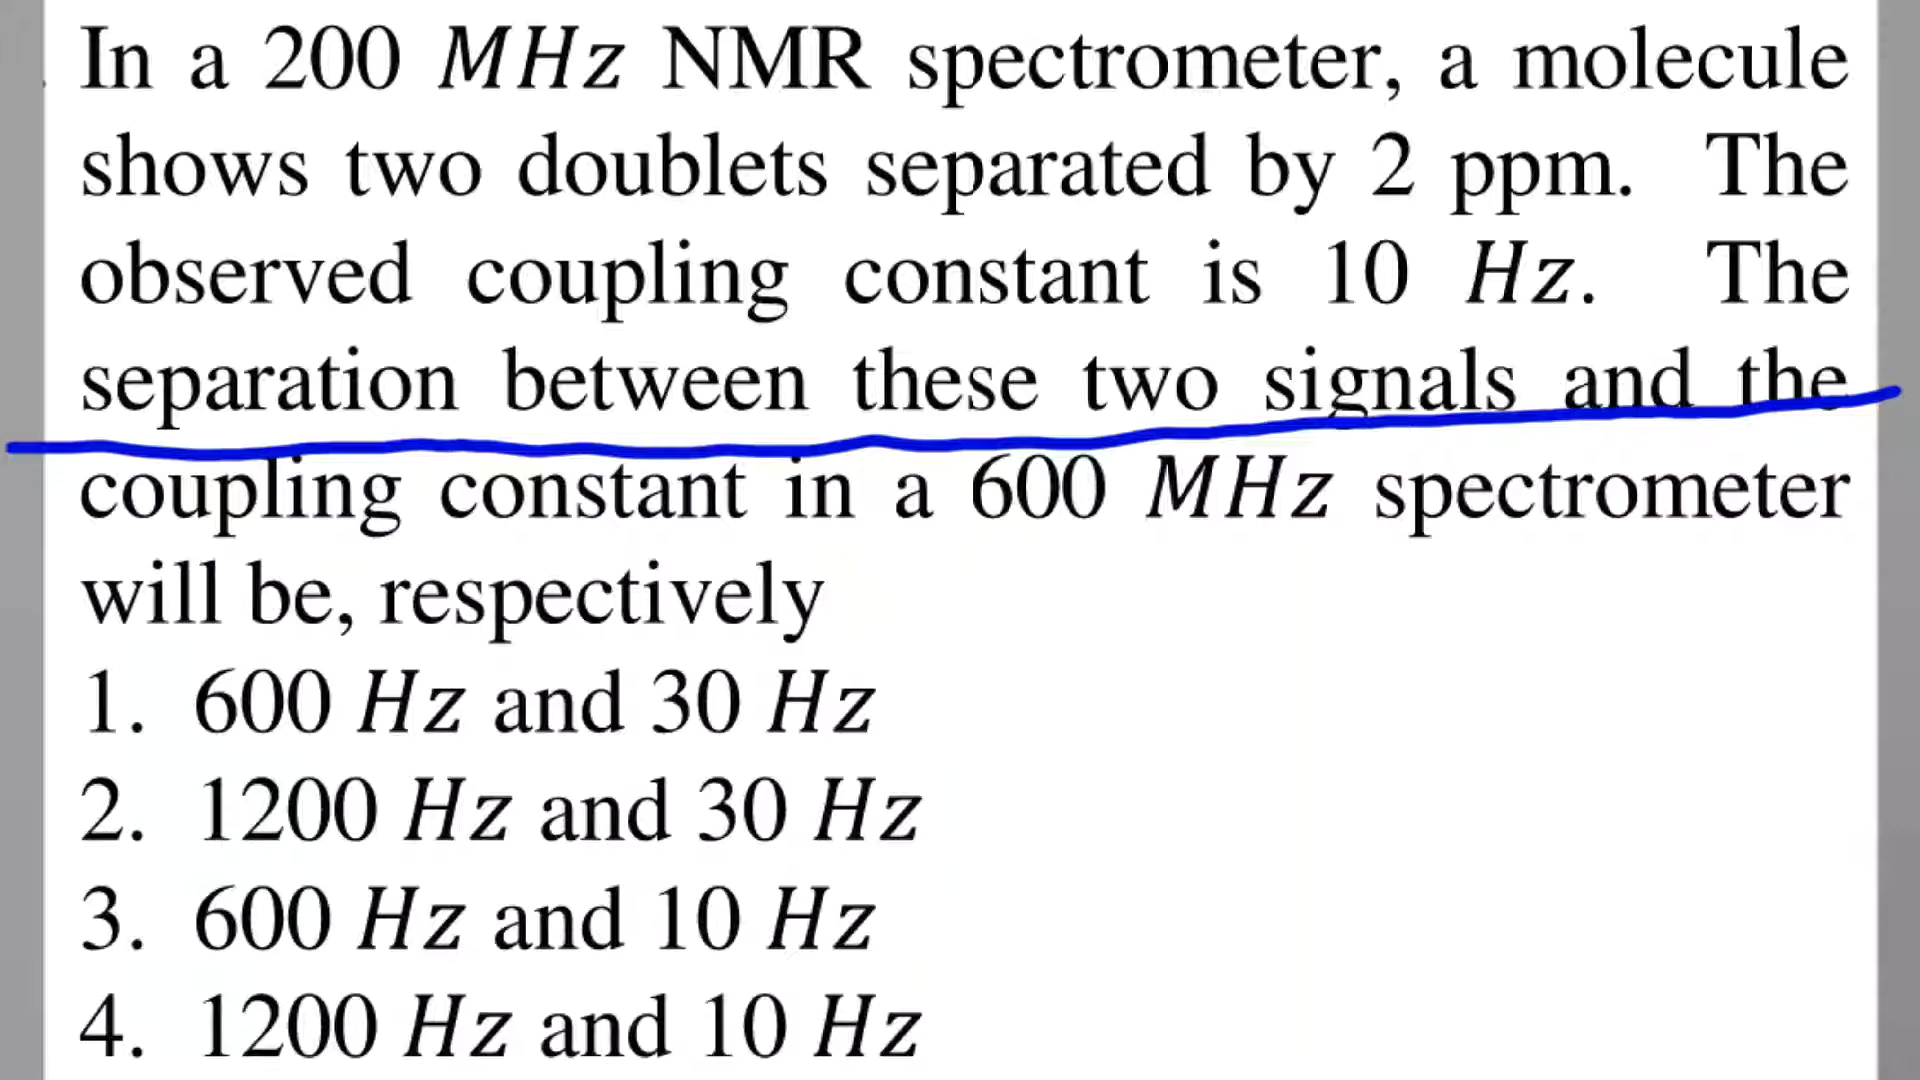 In a 200 MHz NMR spectrometer, a molecule
shows two doublets separated by 2 ppm. The
observed coupling constant is 10 Hz. The
separation between these two signals and the
coupling constant in a 600 MHz spectrometer
will be, respectively
1. 600 Hz and 30 Hz
2. 1200 Hz and 30 Hz
3. 600 Hz and 10 Hz
4. 1200 Hz and 10 Hz